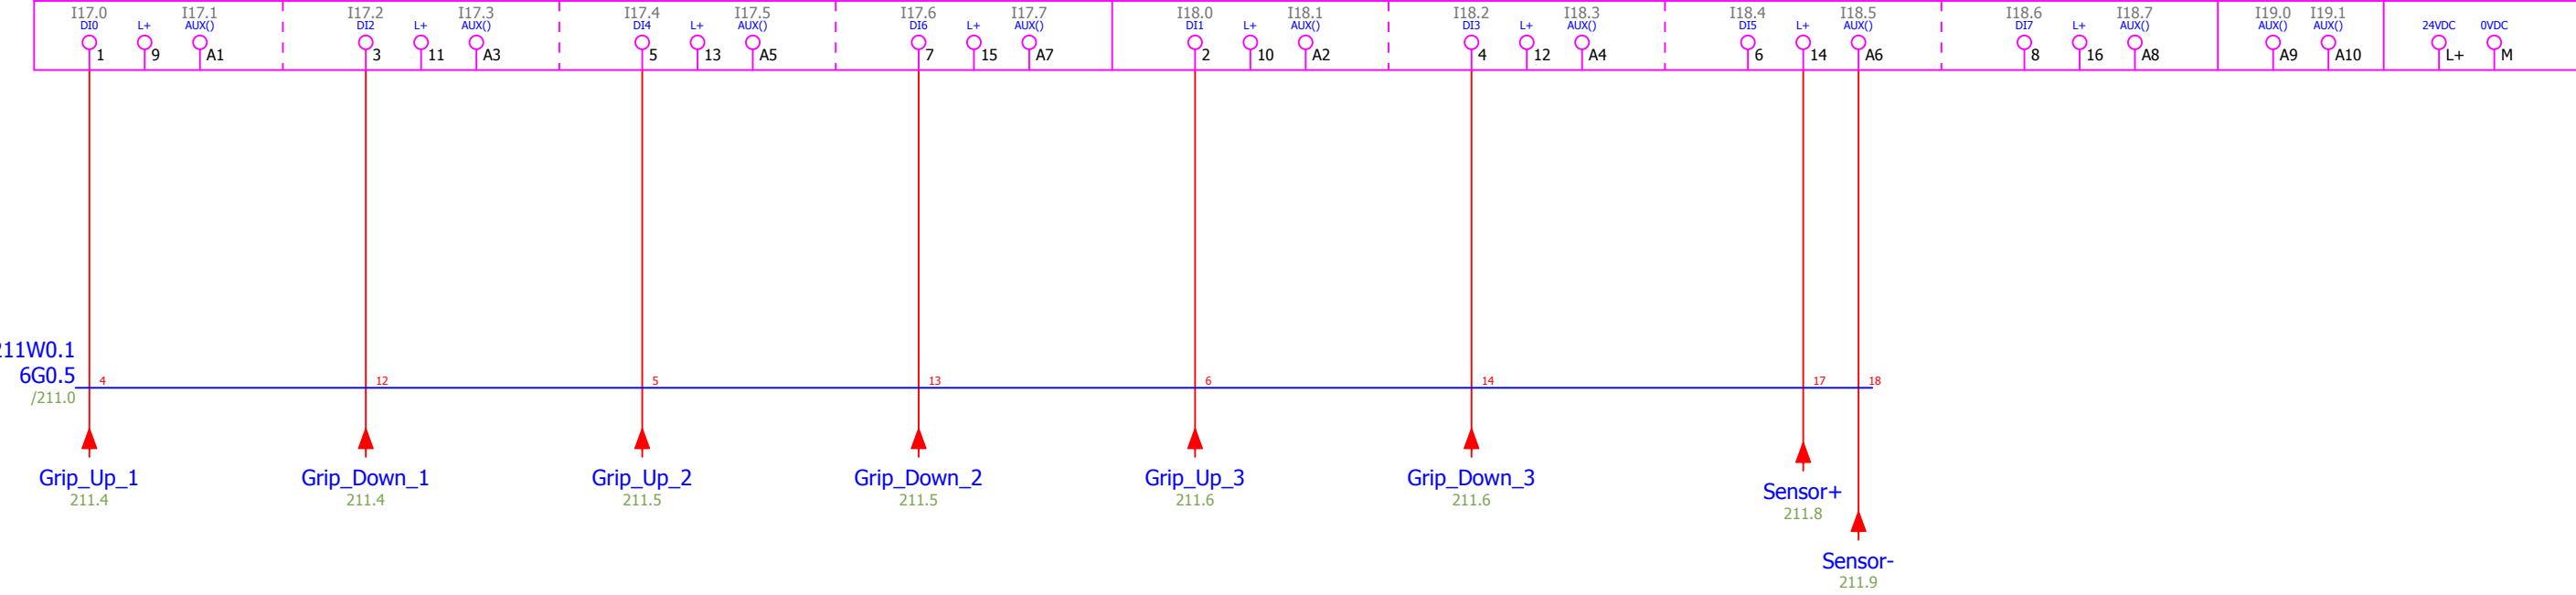 I17.0 I17.1 I17.2 I17.3 I17.4 I17.5 I17.6 I17.7 I18.0 I18.1 I18.2 I18.3 I18.4 I18.5 I18.6 I18.7 I19.0 I19.1
DI0 L+ AUX() DI2 L+ AUX() DI4 L+ AUX() DI6 L+ AUX() DI1 L+ AUX() DI3 L+ AUX() DI5 L+ AUX() DI7 L+ AUX() AUX() AUX() 24VDC 0VDC
1 9 A1 3 11 A3 5 13 A5 7 15 A7 2 10 A2 4 12 A4 6 14 A6 8 16 A8 A9 A10 L+ M
211W0.1
6G0.5
4 12 5 13 6 14 17 18
/211.0
Grip_Up_1 Grip_Down_1 Grip_Up_2 Grip_Down_2 Grip_Up_3 Grip_Down_3
211.4 211.4 211.5 211.5 211.6 211.6
Sensor+
211.8
Sensor-
211.9